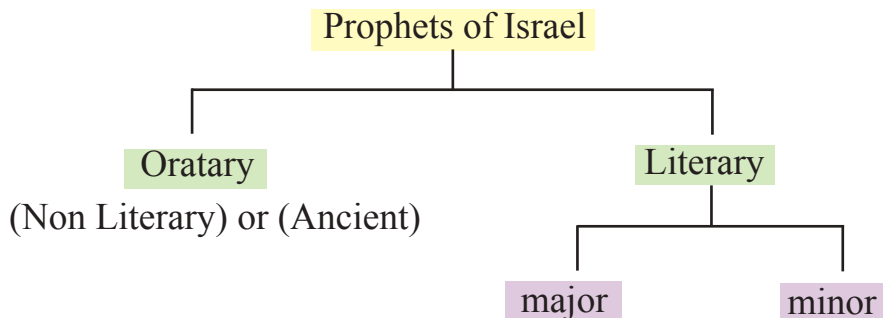 Prophets of Israel
Oratary
Literary
(Non Literary) or (Ancient)
major
minor